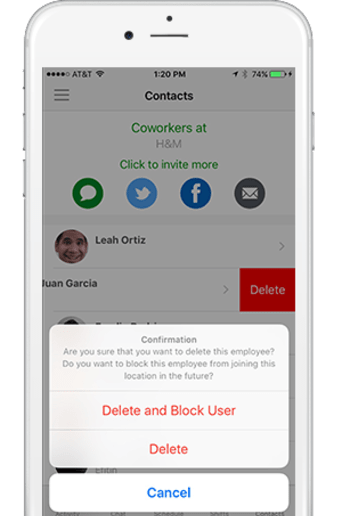 AT&T 1:20 PM 74%
Contacts
Coworkers at
H&M
Click to invite more
Leah Ortiz
Juan Garcia
Delete
Confirmation
Are you sure that you want to delete this employee?
Do you want to block this employee from joining this
location in the future?
Delete and Block User
Delete
Cancel
Activity Chat Schedule Shifts Contacts